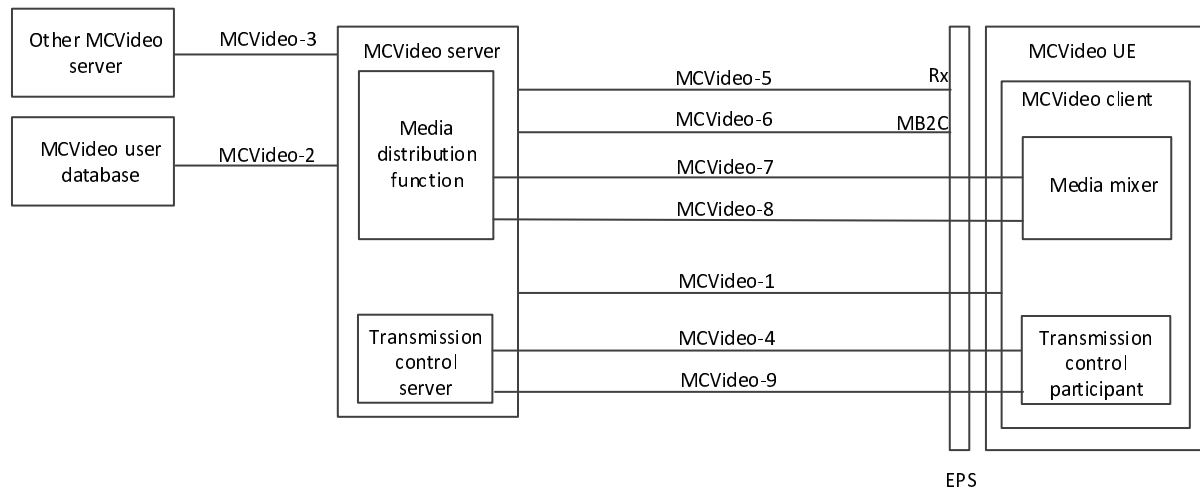 Other MCVideo
server
MCVideo-3
MCVideo user
database
MCVideo-2
MCVideo server
Media
distribution
function
Transmission
control
server
MCVideo-5
Rx
MCVideo-6
MB2C
MCVideo-7
MCVideo-8
MCVideo-1
MCVideo-4
MCVideo-9
MCVideo UE
MCVideo client
Media mixer
Transmission
control
participant
EPS